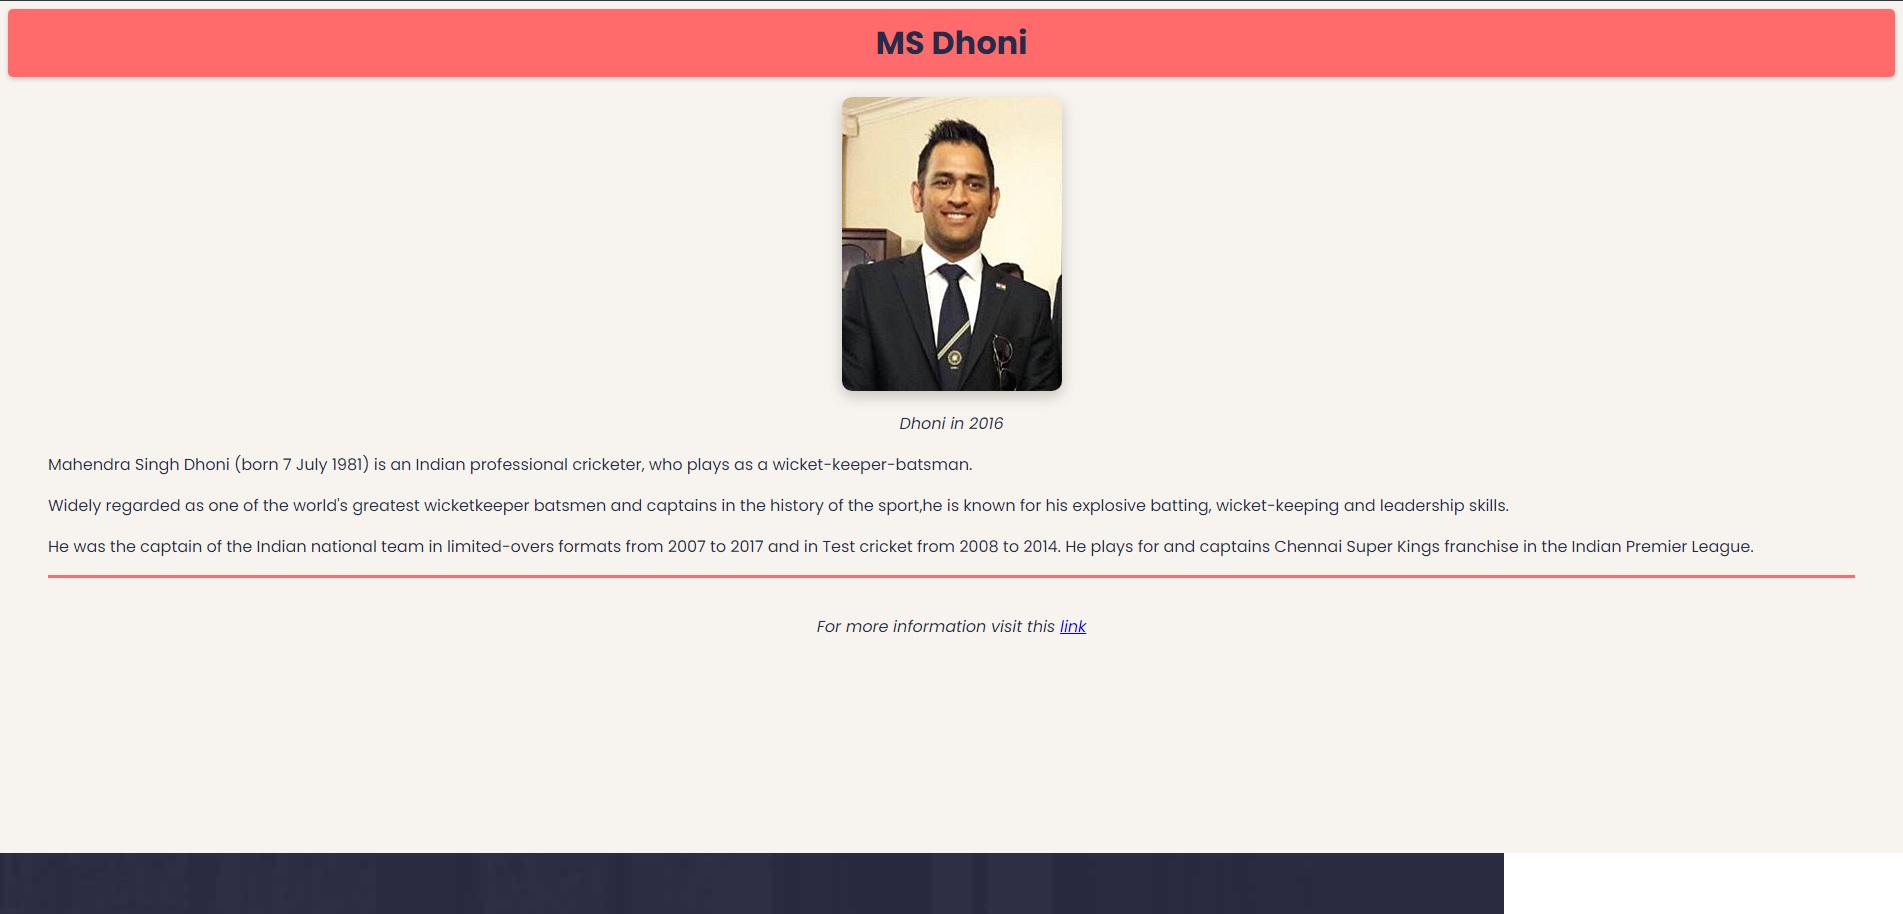 MS Dhoni
Dhoni in 2016
Mahendra Singh Dhoni (born 7 July 1981) is an Indian professional cricketer, who plays as a wicket-keeper-batsman.
Widely regarded as one of the world's greatest wicketkeeper batsmen and captains in the history of the sport,he is known for his explosive batting, wicket-keeping and leadership skills.
He was the captain of the Indian national team in limited-overs formats from 2007 to 2017 and in Test cricket from 2008 to 2014. He plays for and captains Chennai Super Kings franchise in the Indian Premier League.
For more information visit this link